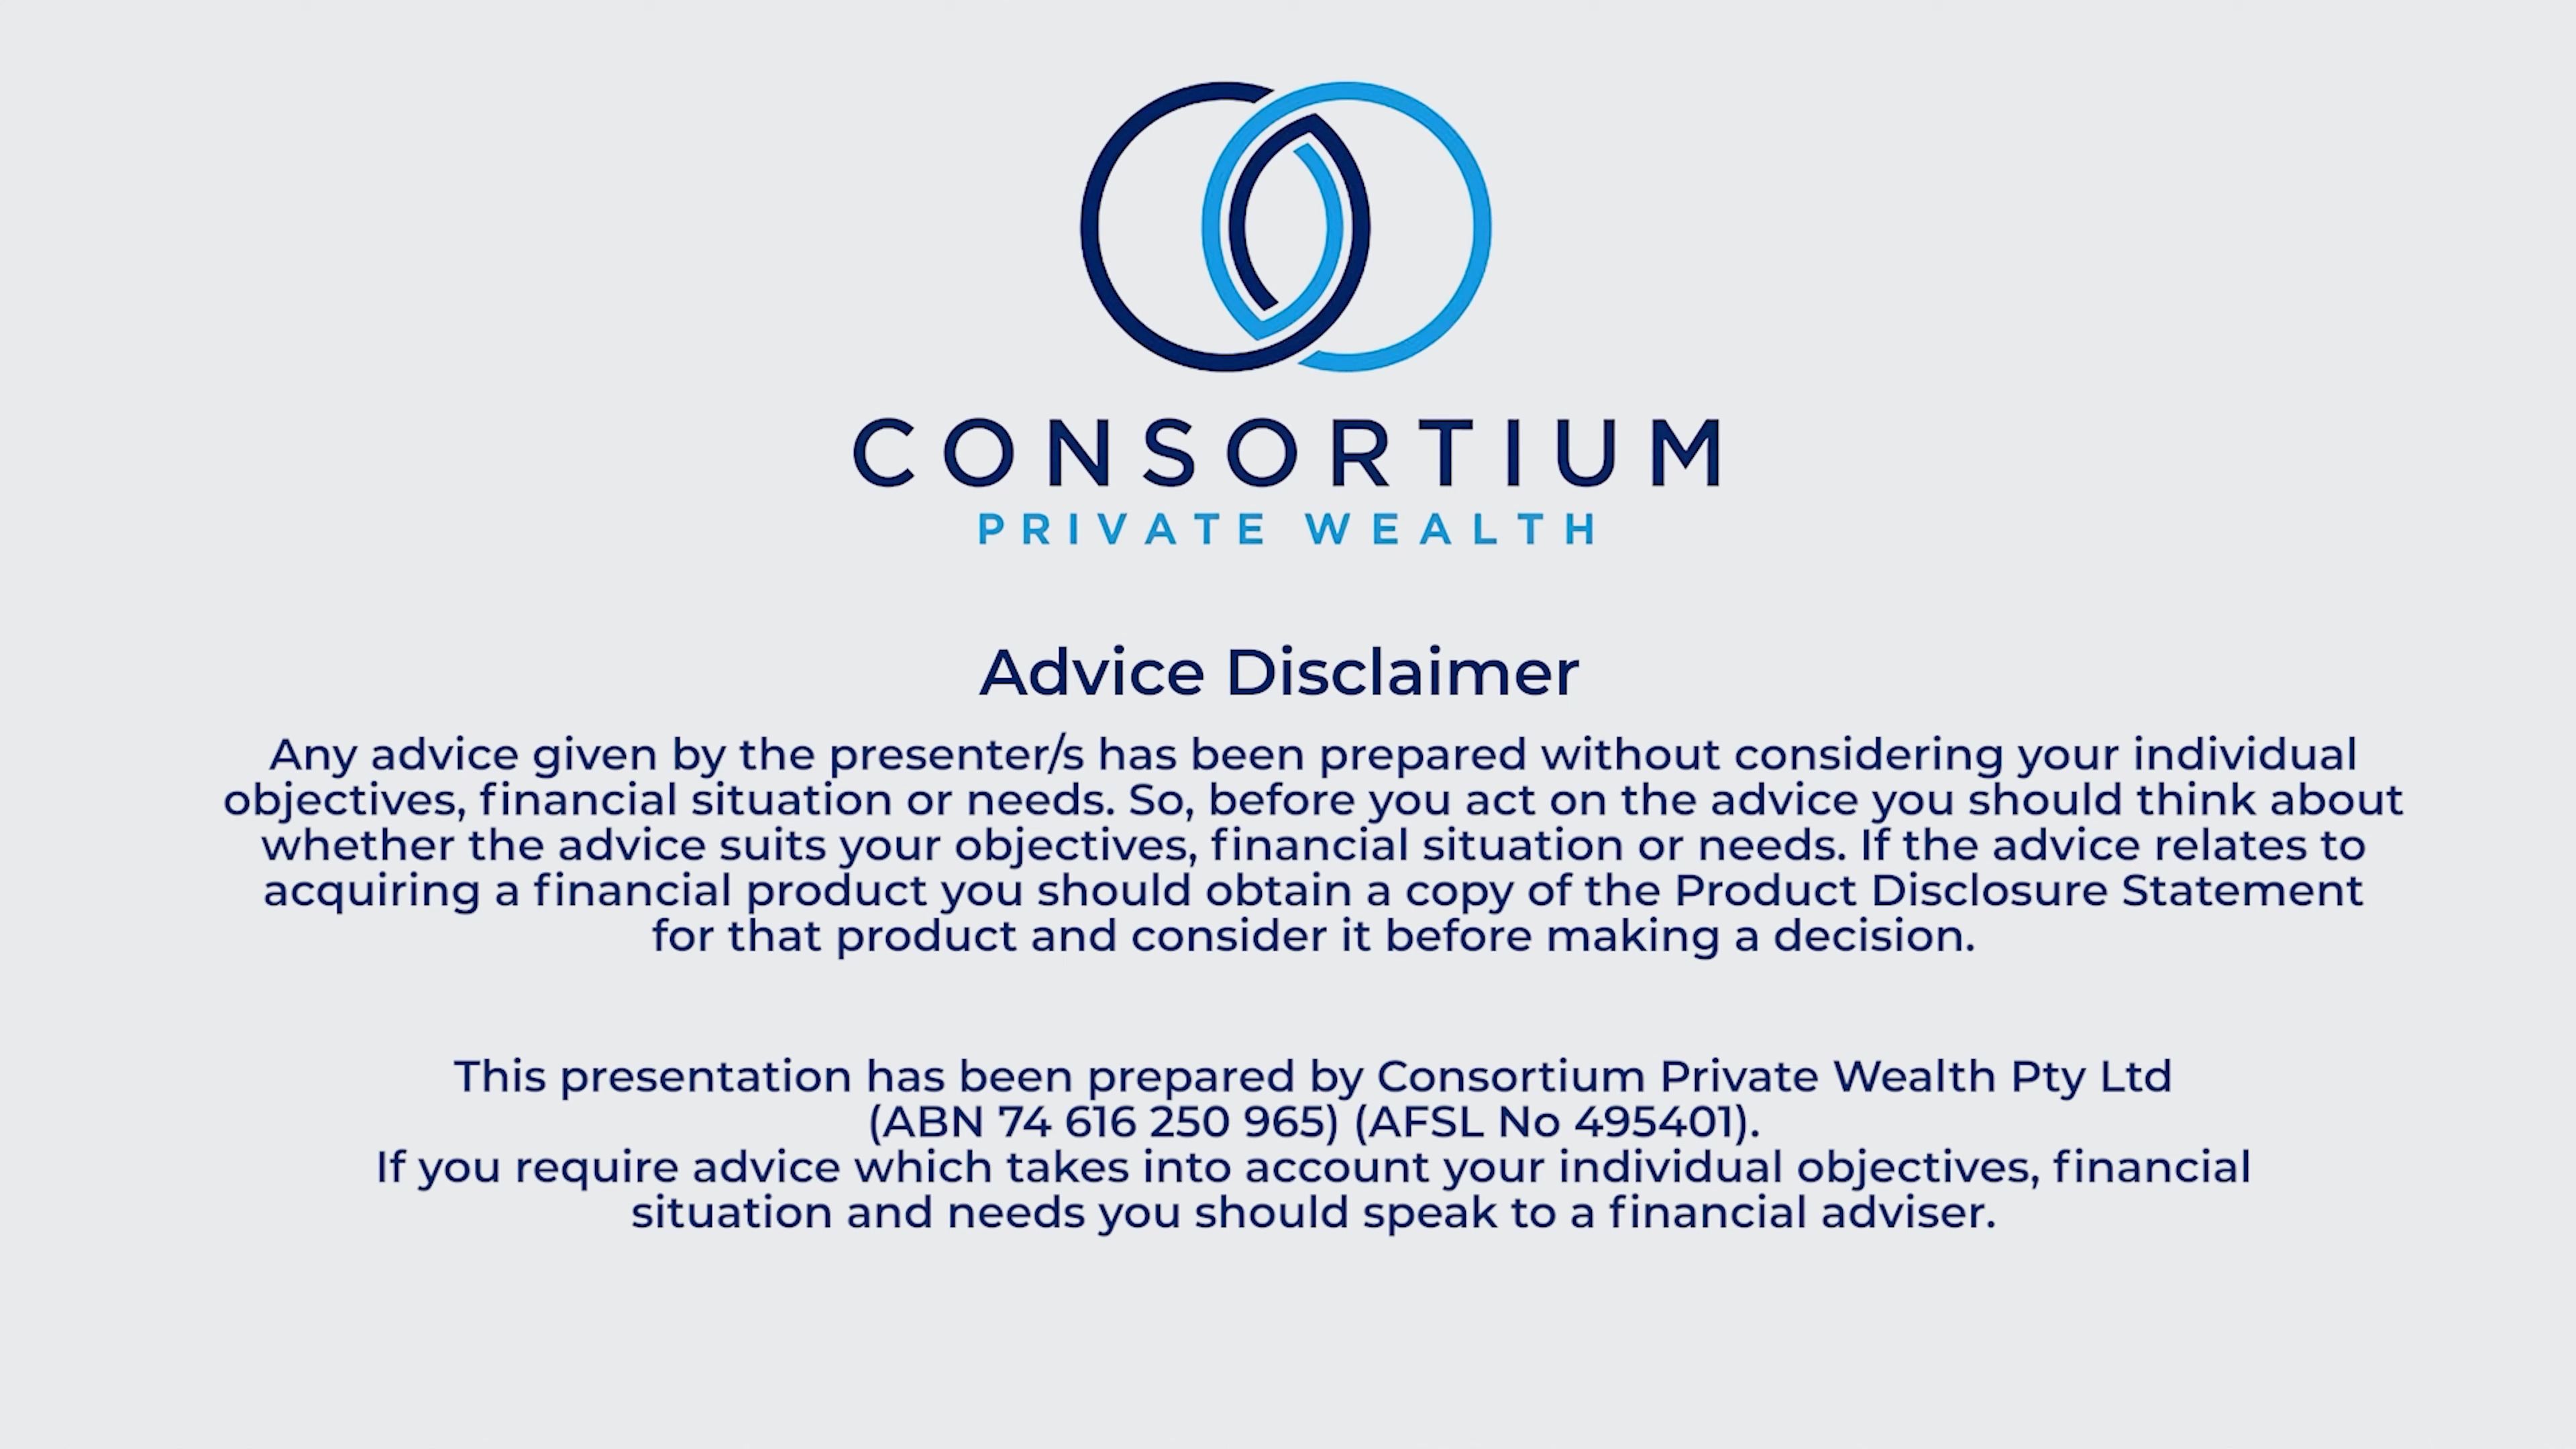 CONSORTIUM
PRIVATE WEALTH
Advice Disclaimer
Any advice given by the presenter/s has been prepared without considering your individual
objectives, financial situation or needs. So, before you act on the advice you should think about
whether the advice suits your objectives, financial situation or needs. If the advice relates to
acquiring a financial product you should obtain a copy of the Product Disclosure Statement
for that product and consider it before making a decision.
This presentation has been prepared by Consortium Private Wealth Pty Ltd
(ABN 74 616 250 965) (AFSL No 495401).
If you require advice which takes into account your individual objectives, financial
situation and needs you should speak to a financial adviser.